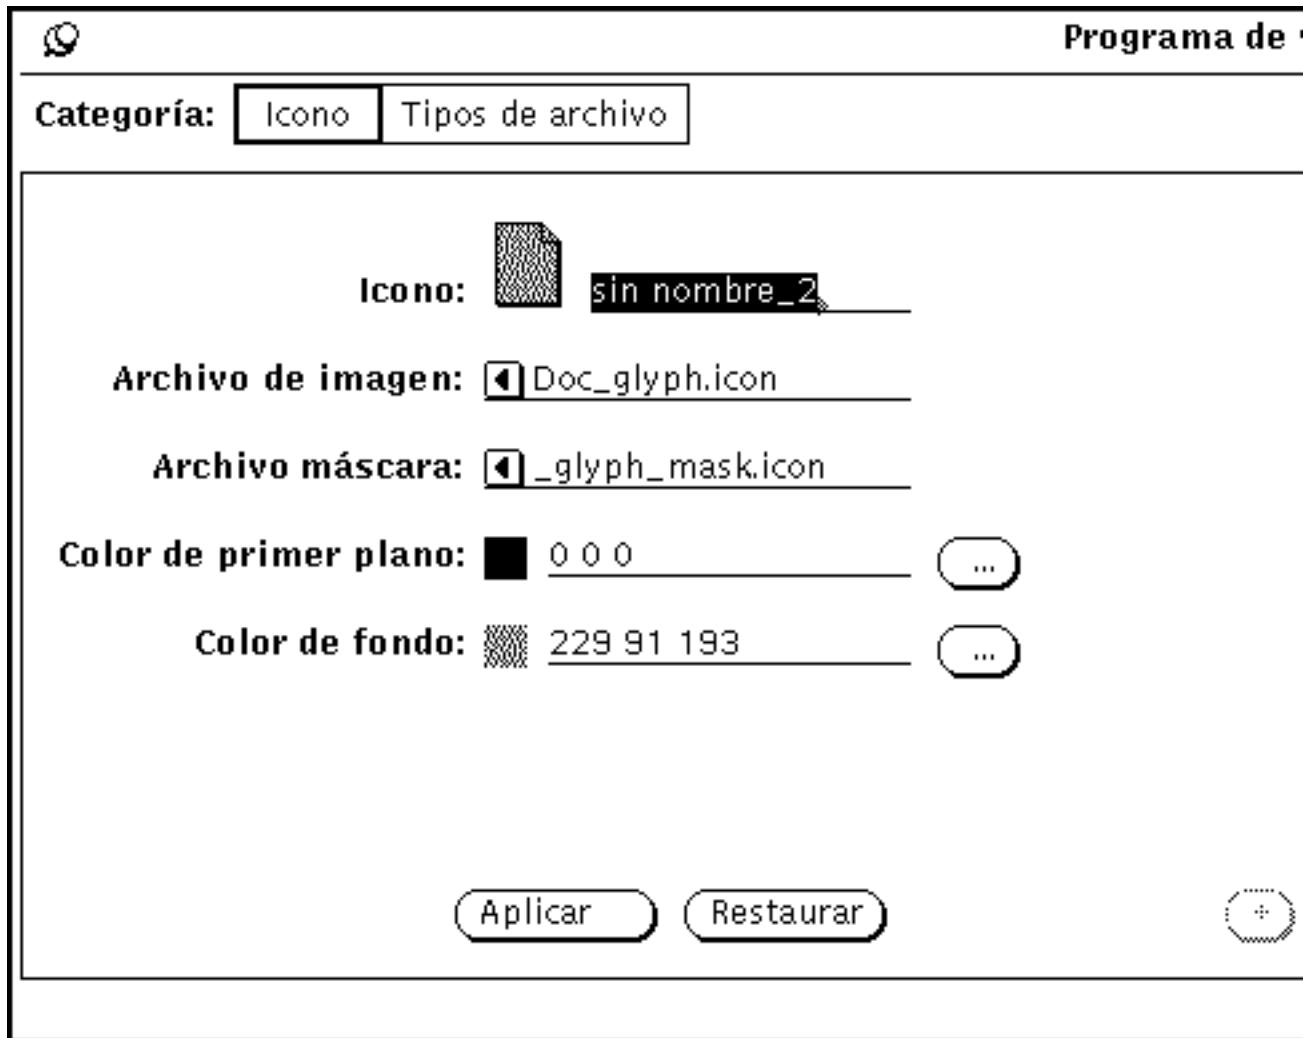 Programa de
Categoría: Icono Tipos de archivo
Icono: sin nombre_2
Archivo de imagen: Doc_glyph.icon
Archivo máscara: _glyph_mask.icon
Color de primer plano: 0 0 0 ...
Color de fondo: 229 91 193 ...
Aplicar Restaurar +